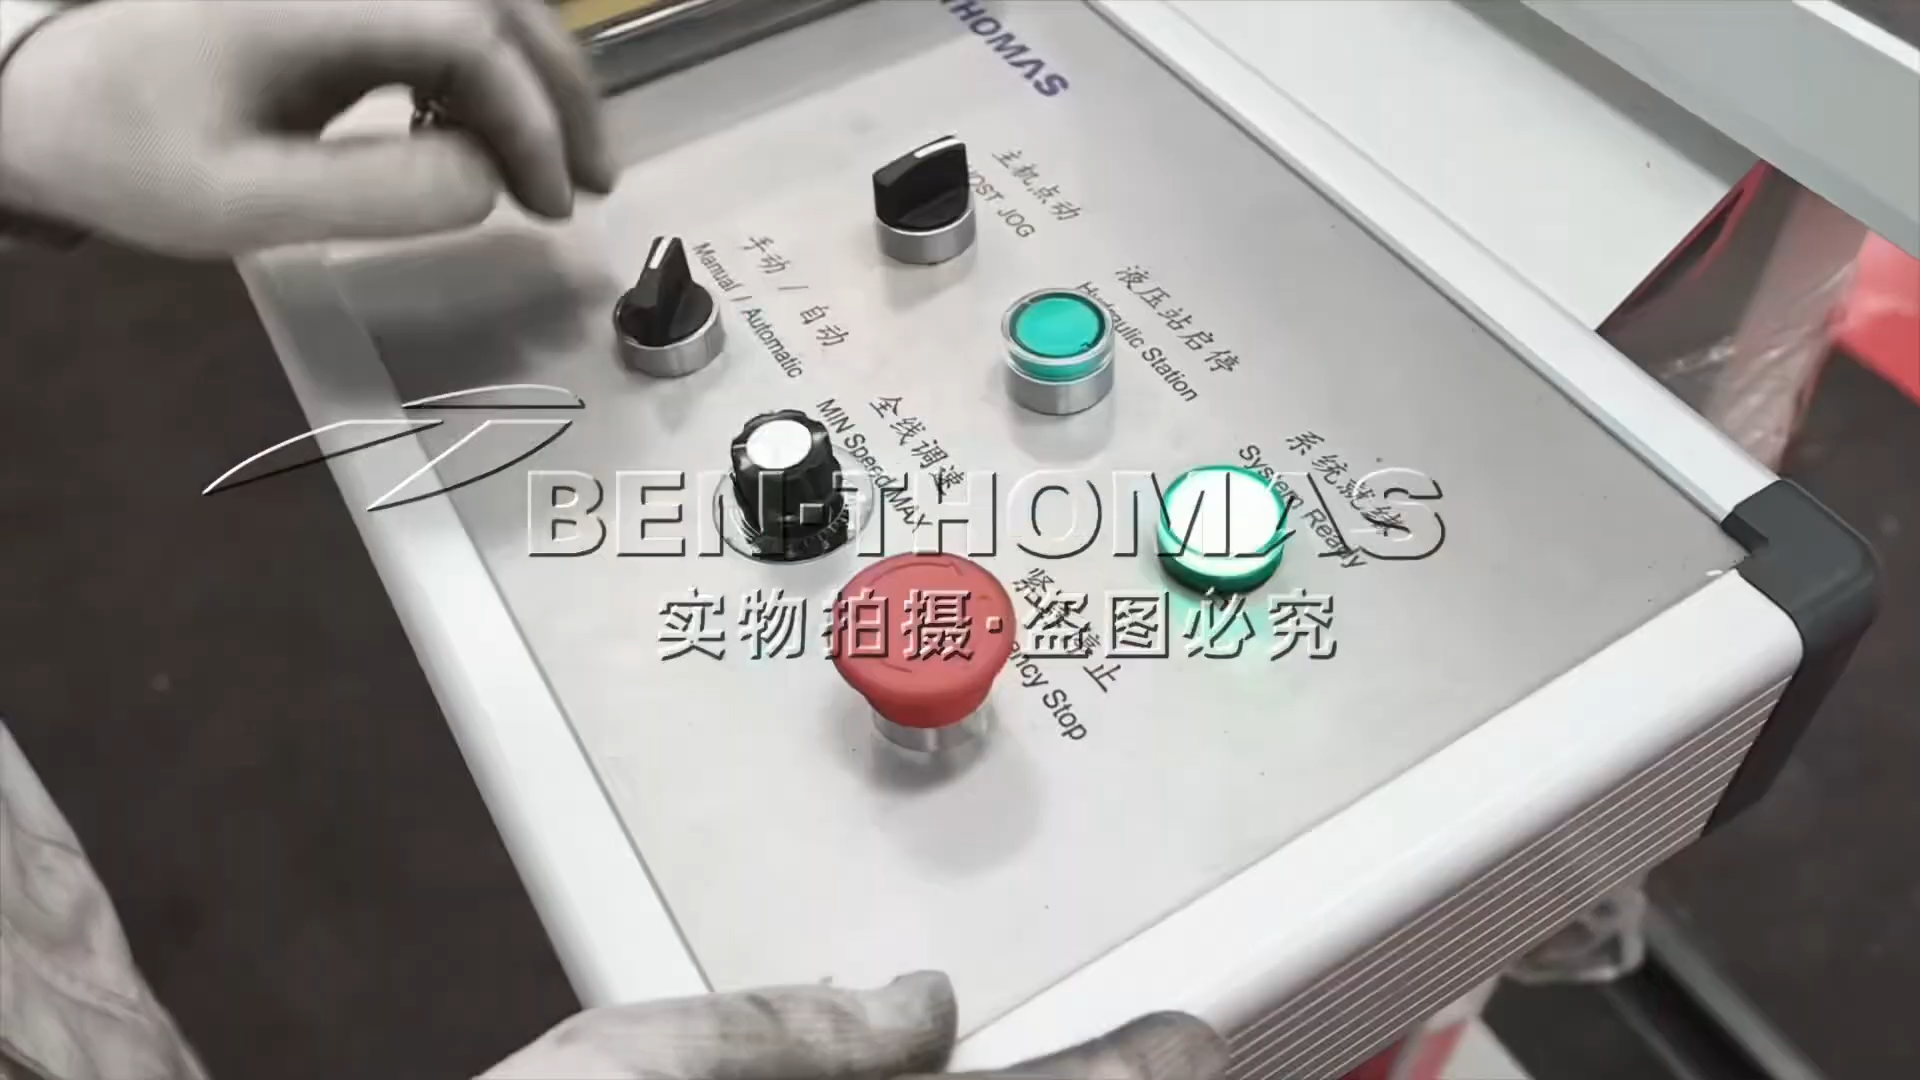 THOMAS
主机点动
HOST JOG
手动 / 自动
Manual / Automatic
液压站启停
Hydraulic Station
全线调速
MIN Speed MAX
系统就绪
System Ready
紧急停止
ency Stop
BEN-THOMAS
实物拍摄·盗图必究